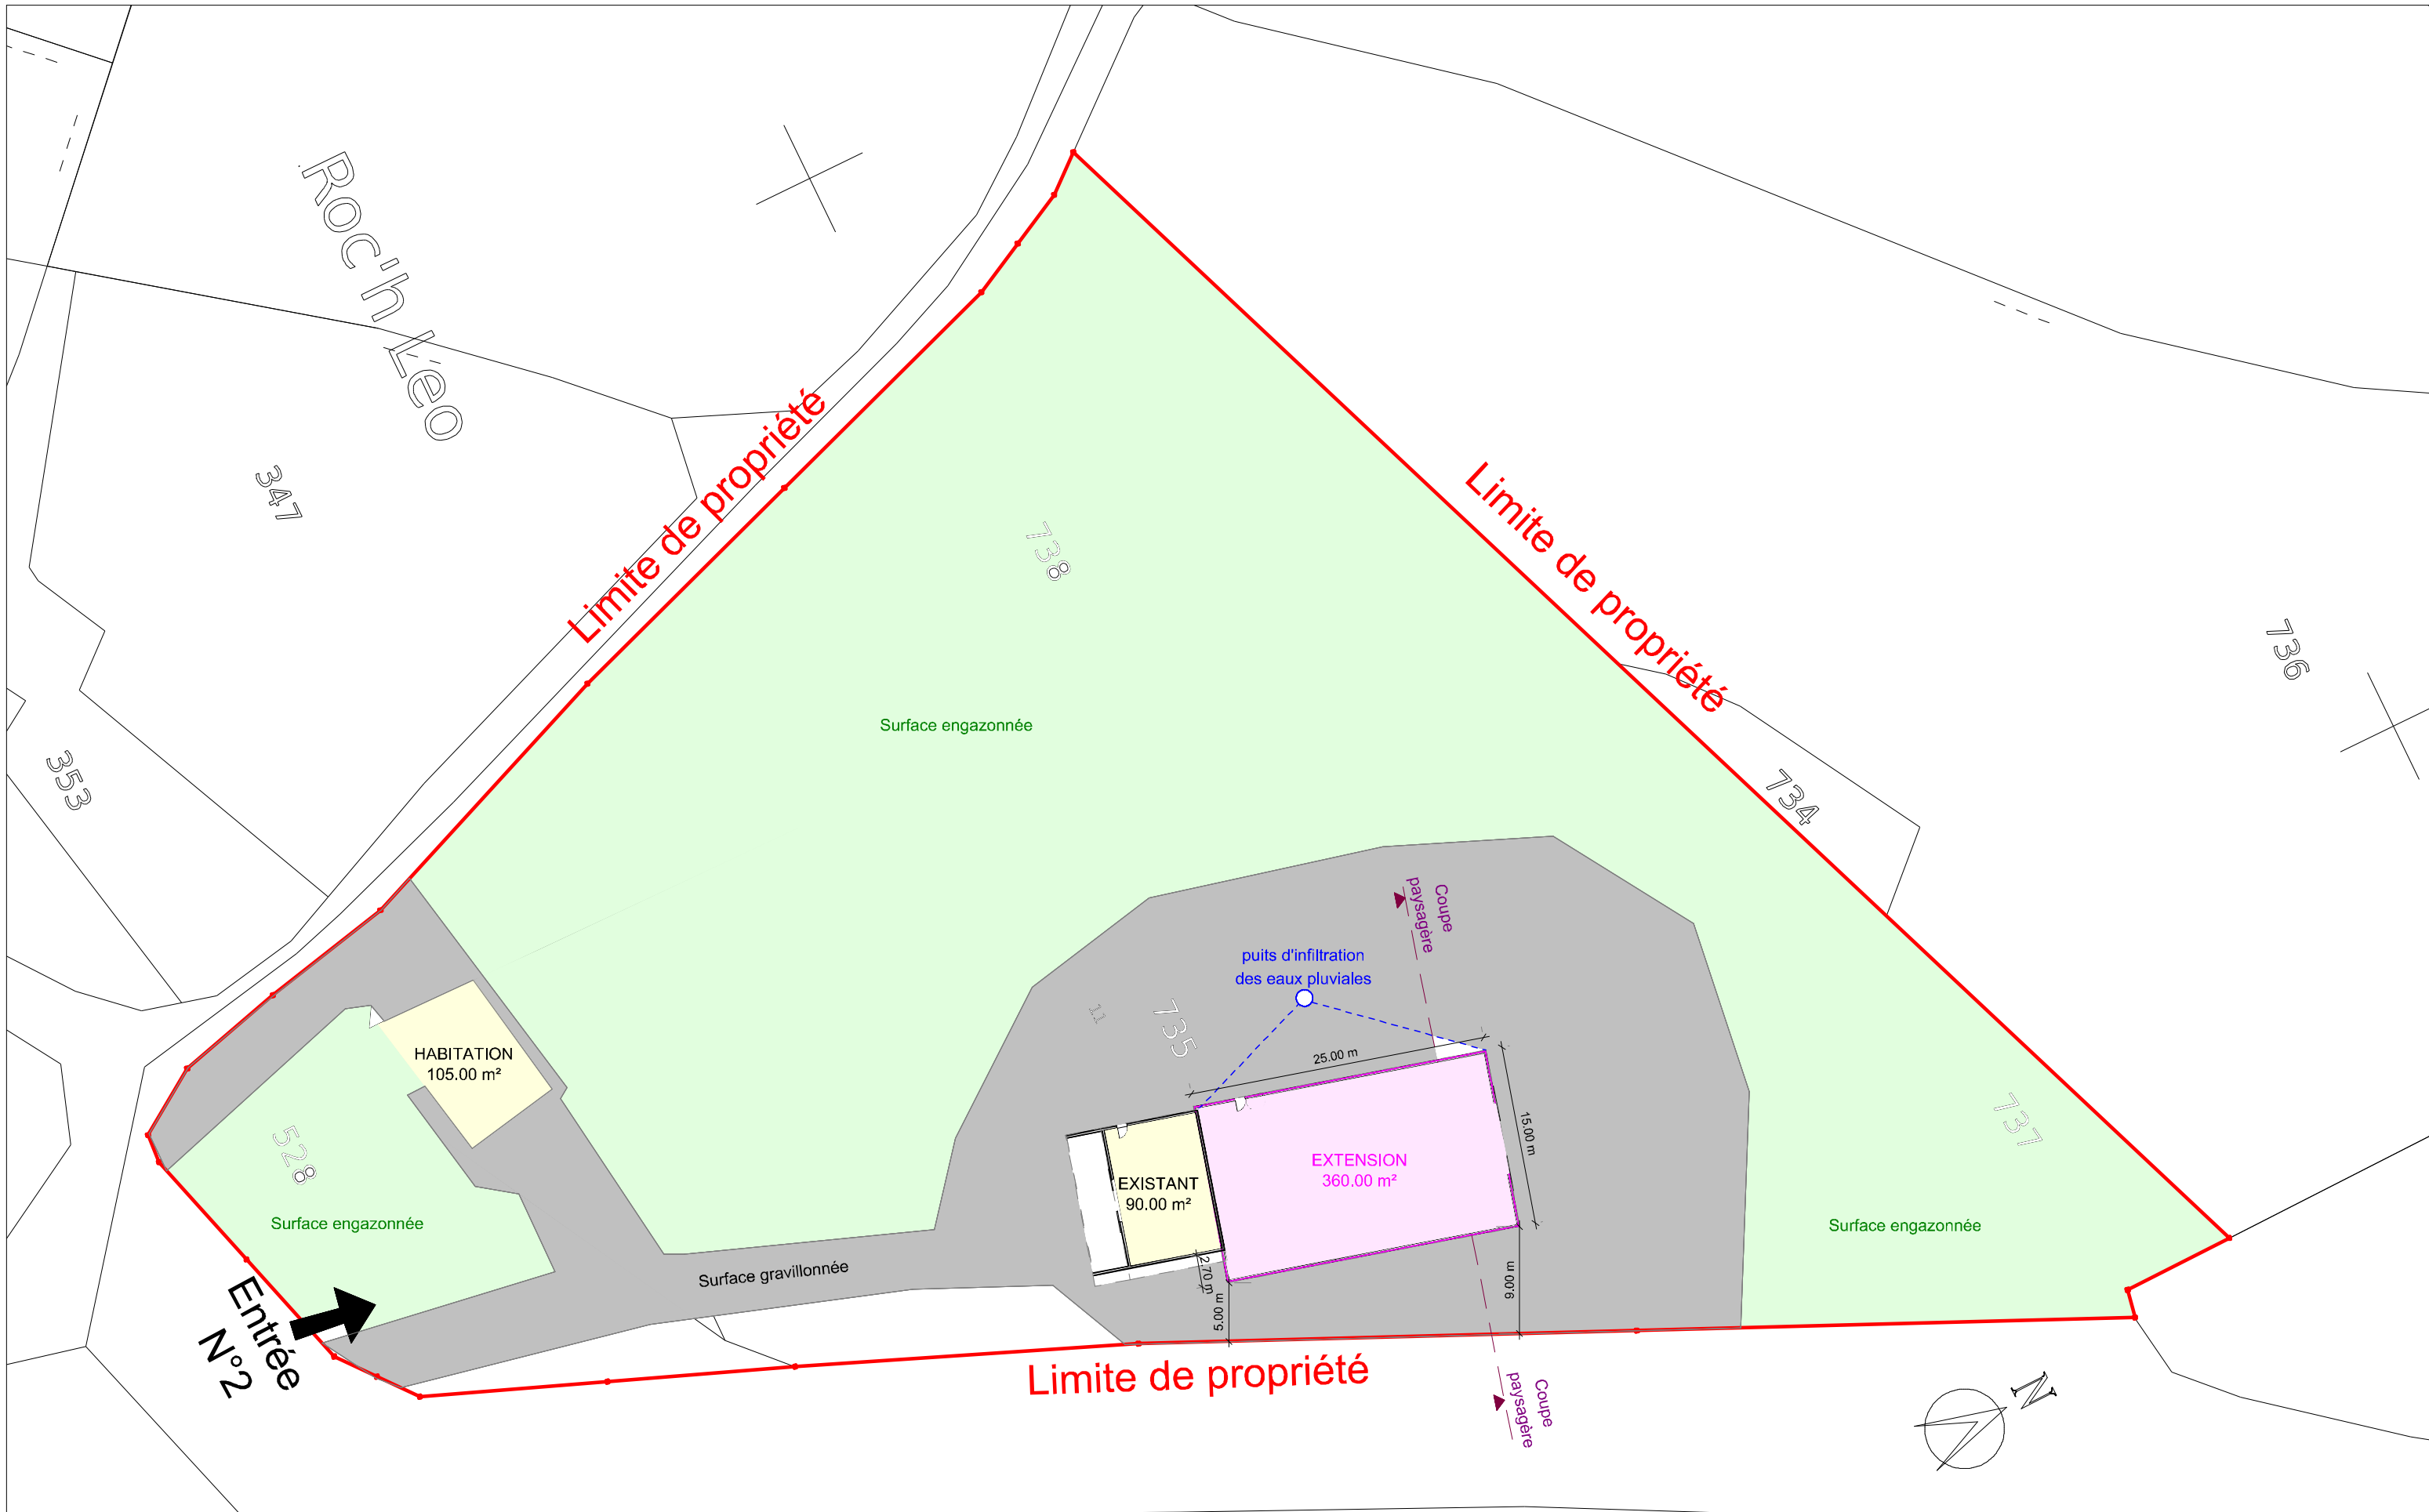 Roc'h Leo
347
353
Limite de propriété
738
Limite de propriété
736
734
Surface engazonnée
Coupe
paysagère
puits d'infiltration
des eaux pluviales
11
735
25.00 m
HABITATION
105.00 m²
15.00 m
737
528
EXISTANT
90.00 m²
EXTENSION
360.00 m²
Surface engazonnée
Surface engazonnée
Surface gravillonnée
2.70 m
5.00 m
9.00 m
Entrée
N°2
Limite de propriété
Coupe
paysagère
N